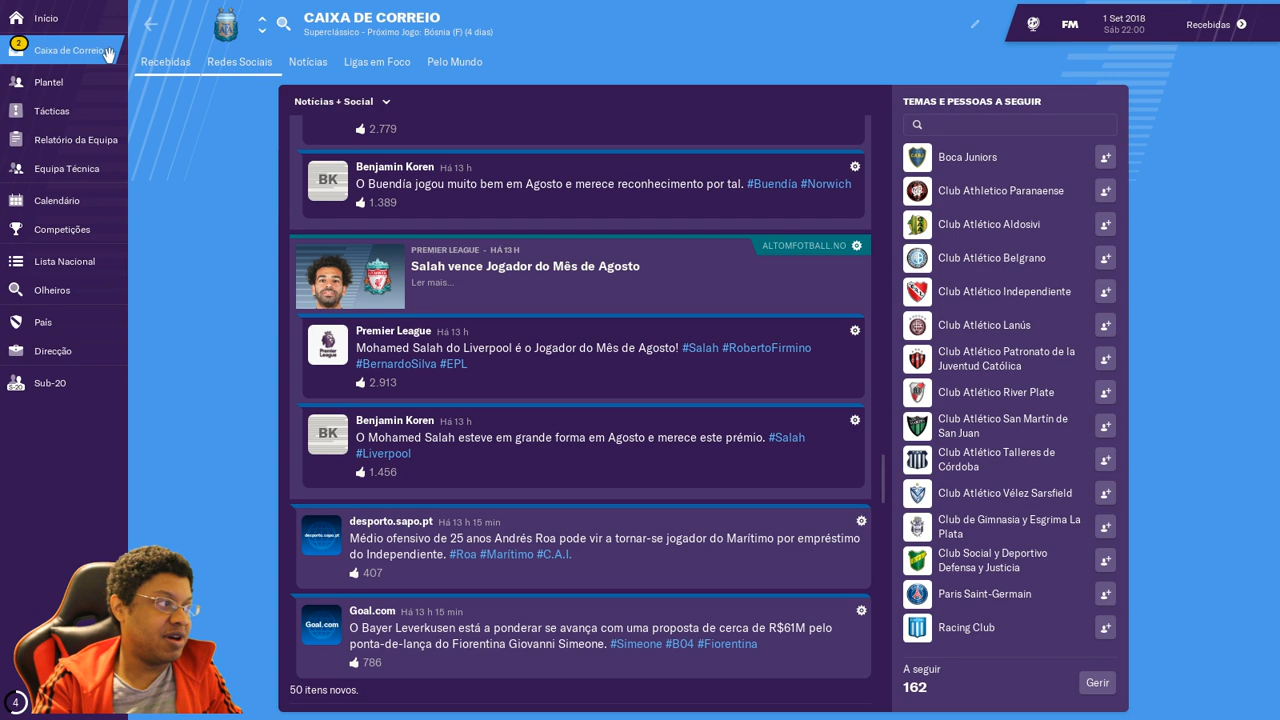 Início
2
Caixa de Correio
Plantel
Tácticas
Relatório da Equipa
Equipa Técnica
Calendário
Competições
Lista Nacional
Olheiros
País
Direcção
S-20
Sub-20
4
AFA
CAIXA DE CORREIO
Superclássico - Próximo Jogo: Bósnia (F) (4 dias)
FM
1 Set 2018
Sáb 22:00
Recebidas
Recebidas
Redes Sociais
Notícias
Ligas em Foco
Pelo Mundo
Notícias + Social
2.779
BK
Benjamin Koren Há 13 h
O Buendía jogou muito bem em Agosto e merece reconhecimento por tal. #Buendía #Norwich
1.389
PREMIER LEAGUE - HÁ 13 H
ALTOMFOTBALL.NO
Salah vence Jogador do Mês de Agosto
Ler mais...
Premier League
Premier League Há 13 h
Mohamed Salah do Liverpool é o Jogador do Mês de Agosto! #Salah #RobertoFirmino
#BernardoSilva #EPL
2.913
BK
Benjamin Koren Há 13 h
O Mohamed Salah esteve em grande forma em Agosto e merece este prémio. #Salah
#Liverpool
1.456
desporto.sapo.pt
desporto.sapo.pt Há 13 h 15 min
Médio ofensivo de 25 anos Andrés Roa pode vir a tornar-se jogador do Marítimo por empréstimo
do Independiente. #Roa #Marítimo #C.A.I.
407
Goal.com
Goal.com Há 13 h 15 min
O Bayer Leverkusen está a ponderar se avança com uma proposta de cerca de R$61M pelo
ponta-de-lança do Fiorentina Giovanni Simeone. #Simeone #B04 #Fiorentina
786
50 itens novos.
TEMAS E PESSOAS A SEGUIR
Boca Juniors
Club Athletico Paranaense
Club Atlético Aldosivi
Club Atlético Belgrano
Club Atlético Independiente
Club Atlético Lanús
Club Atlético Patronato de la
Juventud Católica
Club Atlético River Plate
Club Atlético San Martín de
San Juan
Club Atlético Talleres de
Córdoba
Club Atlético Vélez Sarsfield
Club de Gimnasia y Esgrima La
Plata
Club Social y Deportivo
Defensa y Justicia
Paris Saint-Germain
Racing Club
A seguir
162
Gerir